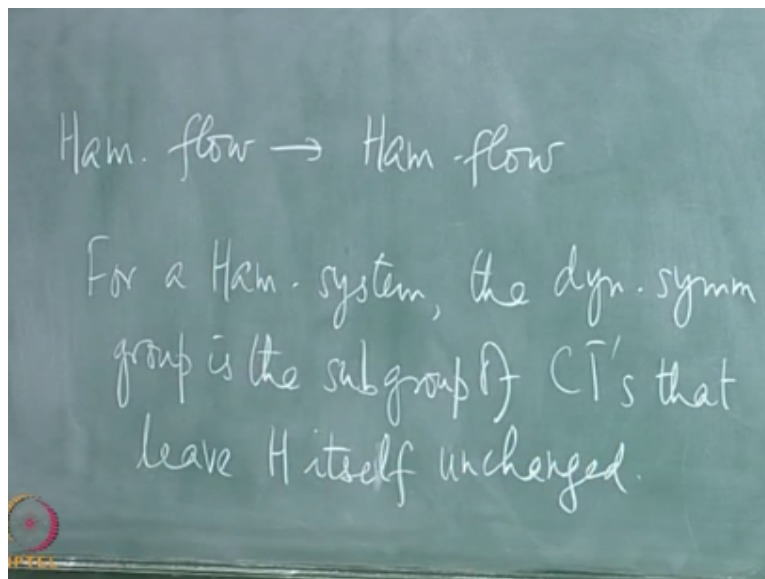 Ham. flow → Ham. flow
For a Ham. system, the dyn. symm
group is the subgroup of CT's that
leave H itself unchanged.
NPTEL